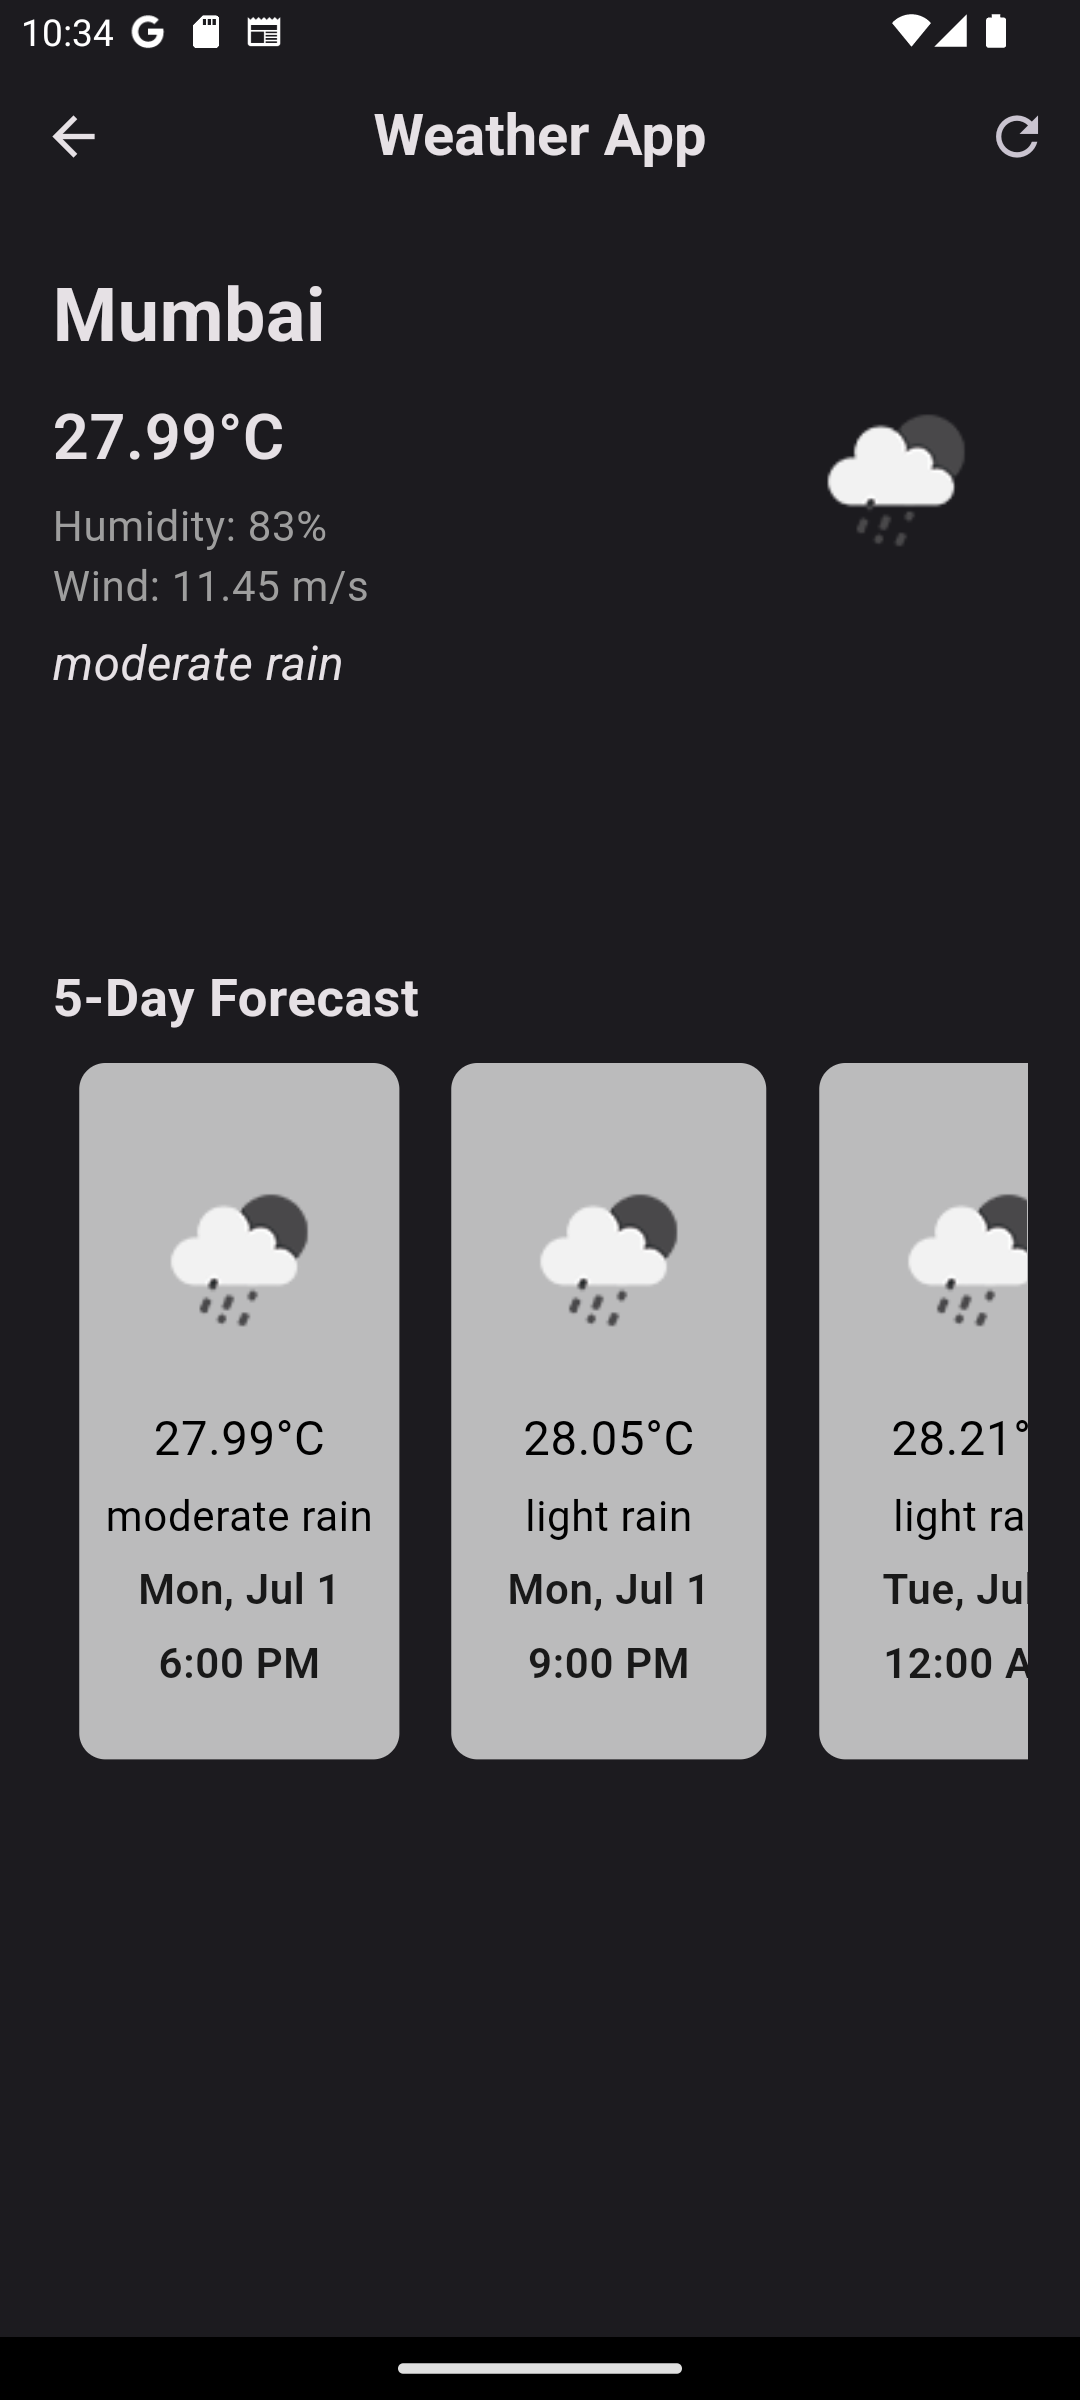 10:34
Weather App
Mumbai
27.99°C
Humidity: 83%
Wind: 11.45 m/s
moderate rain
5-Day Forecast
27.99°C
moderate rain
Mon, Jul 1
6:00 PM
28.05°C
light rain
Mon, Jul 1
9:00 PM
28.21°
light ra
Tue, Jul
12:00 A